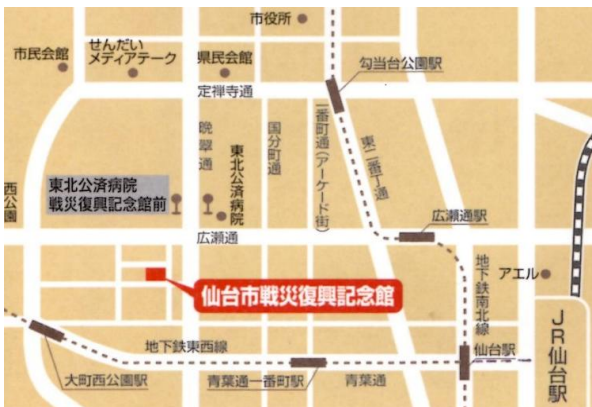 市役所
市民会館
せんだい
メディアテーク
県民会館
勾当台公園駅
定禅寺通
晩翠通
国分町通
一番町通(アーケード街)
東二番丁通
西公園
東北公済病院
戦災復興記念館前
東北公済病院
広瀬通駅
広瀬通
仙台市戦災復興記念館
地下鉄南北線
アエル
JR仙台駅
地下鉄東西線
仙台駅
大町西公園駅
青葉通一番町駅
青葉通